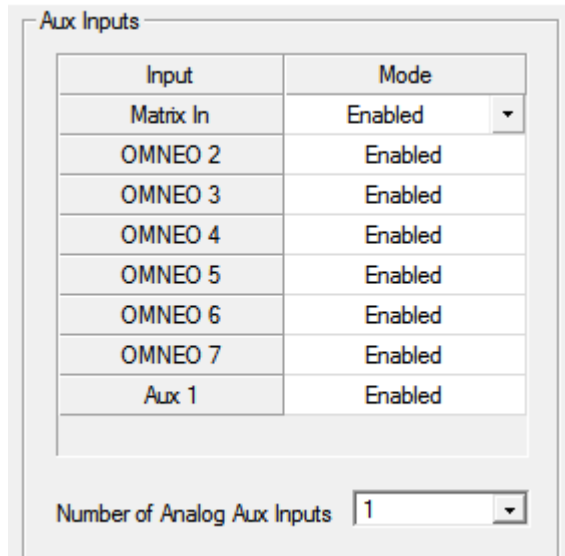 Aux Inputs
Input Mode
Matrix In Enabled
OMNEO 2 Enabled
OMNEO 3 Enabled
OMNEO 4 Enabled
OMNEO 5 Enabled
OMNEO 6 Enabled
OMNEO 7 Enabled
Aux 1 Enabled
Number of Analog Aux Inputs 1